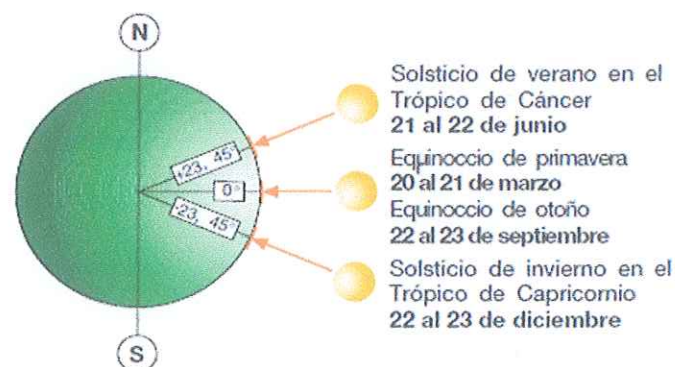 N
Solsticio de verano en el
Trópico de Cáncer
21 al 22 de junio
+23, 45°
Equinoccio de primavera
0°
20 al 21 de marzo
Equinoccio de otoño
-23, 45°
22 al 23 de septiembre
Solsticio de invierno en el
Trópico de Capricornio
22 al 23 de diciembre
S